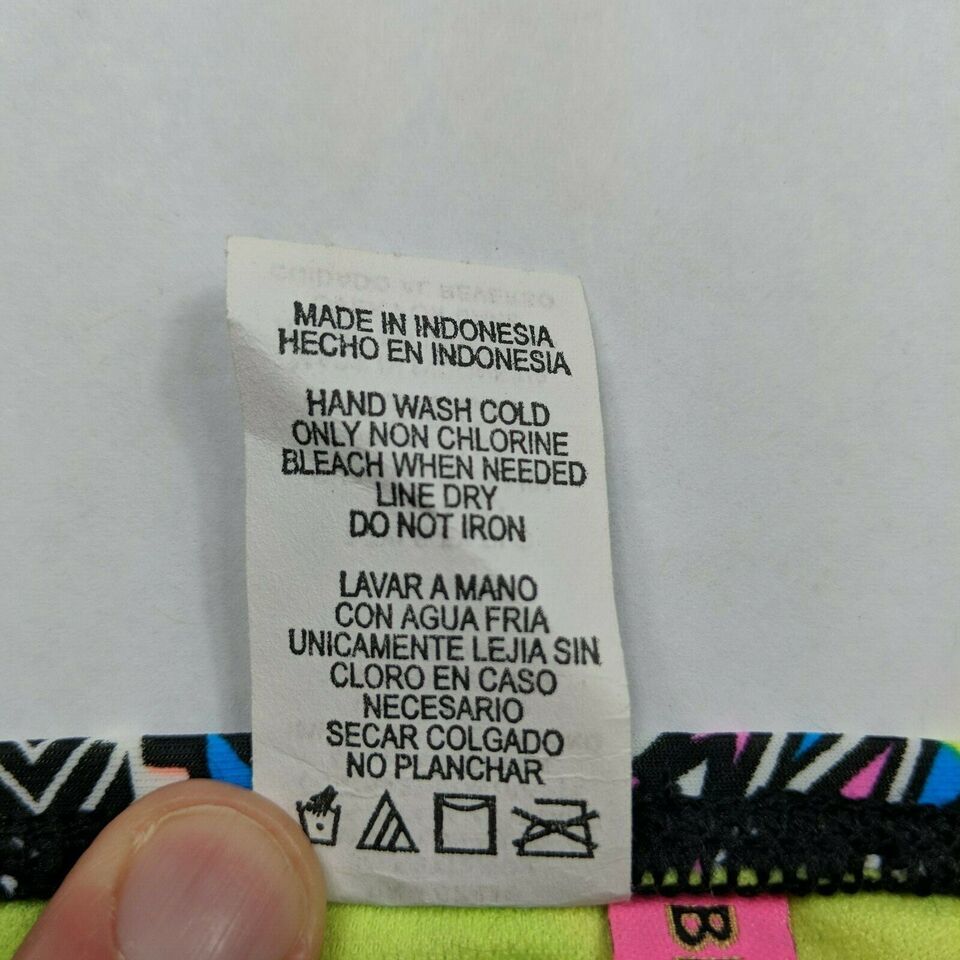 MADE IN INDONESIA
HECHO EN INDONESIA
HAND WASH COLD
ONLY NON CHLORINE
BLEACH WHEN NEEDED
LINE DRY
DO NOT IRON
LAVAR A MANO
CON AGUA FRIA
UNICAMENTE LEJIA SIN
CLORO EN CASO
NECESARIO
SECAR COLGADO
NO PLANCHAR